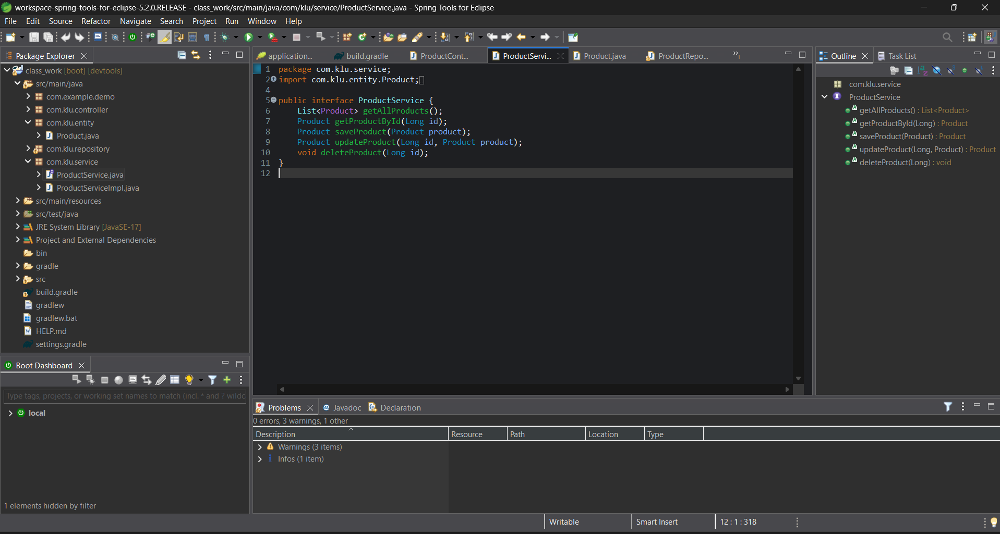 workspace-spring-tools-for-eclipse-5.2.0.RELEASE - class_work/src/main/java/com/klu/service/ProductService.java - Spring Tools for Eclipse
File Edit Source Refactor Navigate Search Project Run Window Help
Package Explorer
class_work [boot] [devtools]
src/main/java
com.example.demo
com.klu.controller
com.klu.entity
Product.java
com.klu.repository
com.klu.service
ProductService.java
ProductServiceImpl.java
src/main/resources
src/test/java
JRE System Library [JavaSE-17]
Project and External Dependencies
bin
gradle
src
build.gradle
gradlew
gradlew.bat
HELP.md
settings.gradle
Boot Dashboard
Type tags, projects, or working set names to match (incl. * and ? wildc
local
1 elements hidden by filter
application... build.gradle ProductCont... ProductServi... Product.java ProductRepo... »1
1 package com.klu.service;
2 import com.klu.entity.Product;
4
5 public interface ProductService {
6 List<Product> getAllProducts();
7 Product getProductById(Long id);
8 Product saveProduct(Product product);
9 Product updateProduct(Long id, Product product);
10 void deleteProduct(Long id);
11 }
12
Problems Javadoc Declaration
0 errors, 3 warnings, 1 other
Description Resource Path Location Type
Warnings (3 items)
Infos (1 item)
Outline Task List
com.klu.service
ProductService
getAllProducts() : List<Product>
getProductById(Long) : Product
saveProduct(Product) : Product
updateProduct(Long, Product) : Product
deleteProduct(Long) : void
Writable Smart Insert 12 : 1 : 318